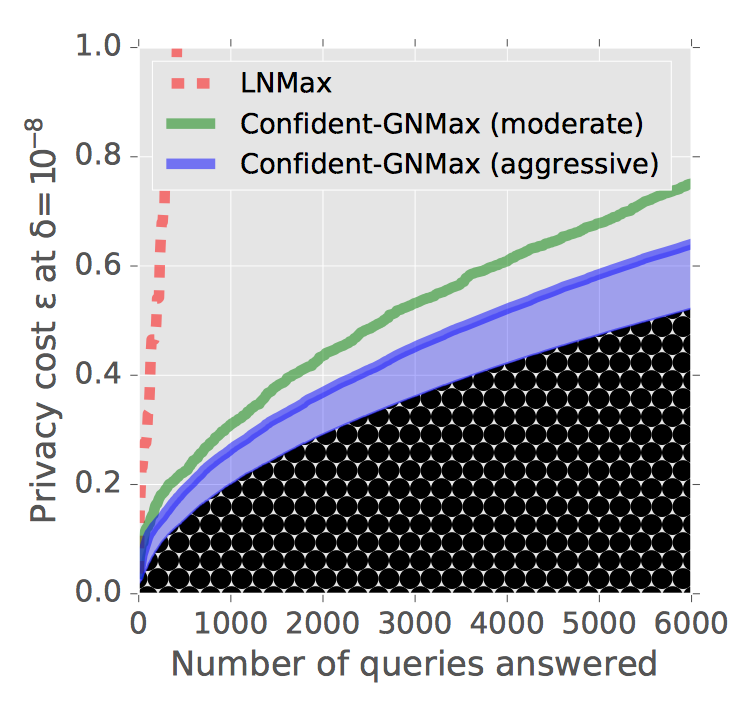 1.0
0.8
0.6
0.4
0.2
0.0
Privacy cost ε at δ=10⁻⁸
LNMax
Confident-GNMax (moderate)
Confident-GNMax (aggressive)
0 1000 2000 3000 4000 5000 6000
Number of queries answered